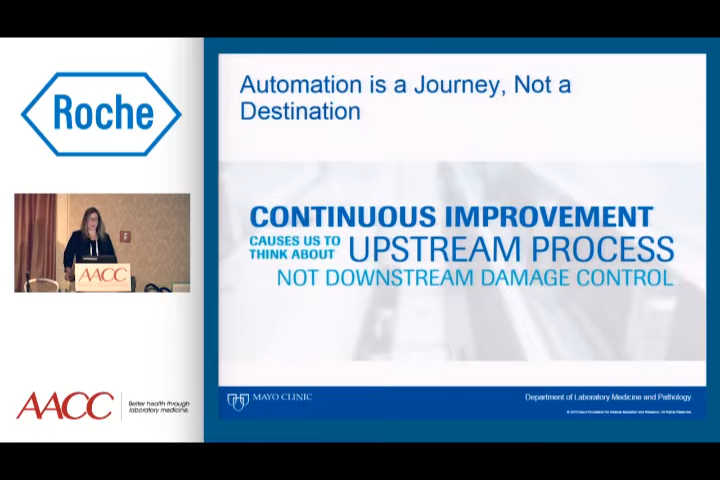 Roche
AACC
AACC
Better health through
laboratory medicine.
Automation is a Journey, Not a
Destination
CONTINUOUS IMPROVEMENT
CAUSES US TO
THINK ABOUT
UPSTREAM PROCESS
NOT DOWNSTREAM DAMAGE CONTROL
MAYO CLINIC
Department of Laboratory Medicine and Pathology